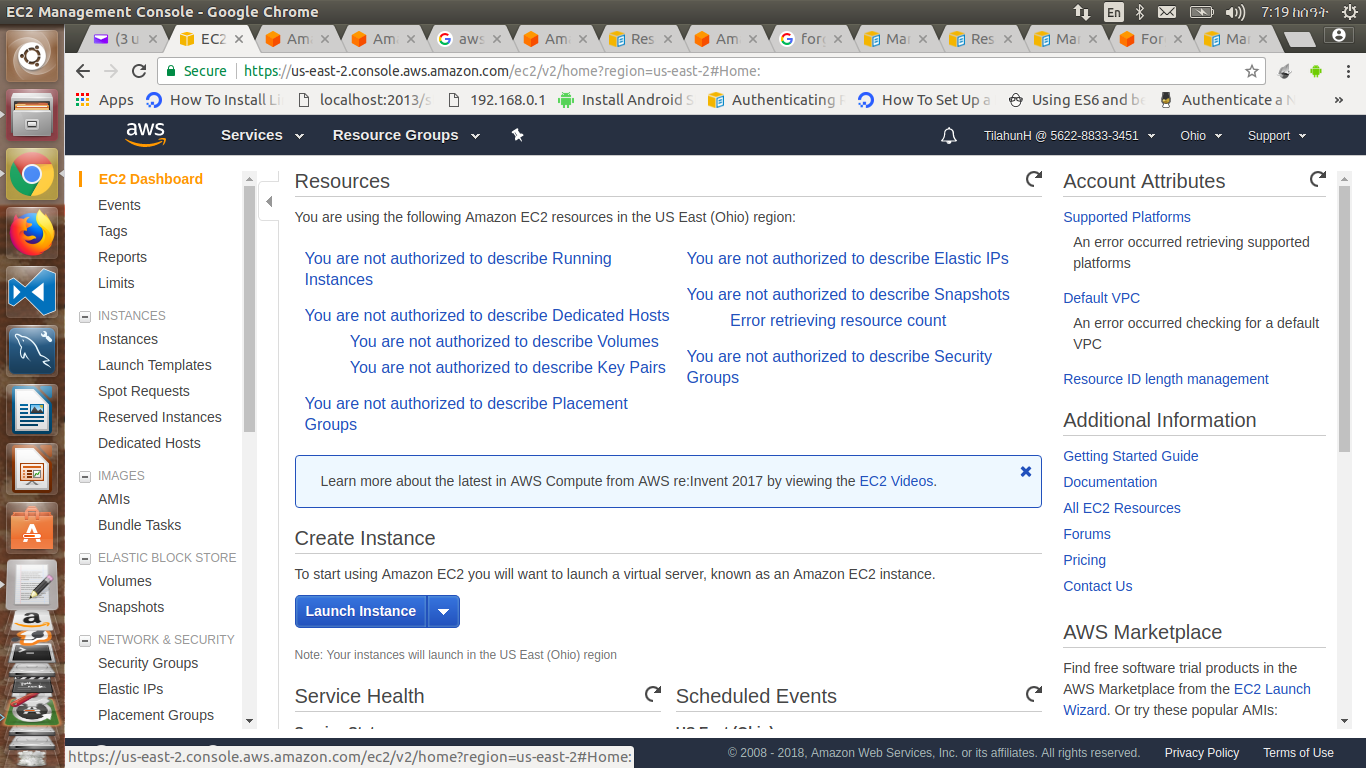 EC2 Management Console - Google Chrome
En
7:19 ከሰዓት
(3 u
EC2
Ama
Ama
aws
Ama
Res
Ama
forg
Man
Res
Man
For
Man
Secure
https://us-east-2.console.aws.amazon.com/ec2/v2/home?region=us-east-2#Home:
Apps
How To Install Li
localhost:2013/s
192.168.0.1
Install Android S
Authenticating
How To Set Up a
Using ES6 and be
Authenticate a N
»
aws
Services
Resource Groups
TilahunH @ 5622-8833-3451
Ohio
Support
EC2 Dashboard
Events
Tags
Reports
Limits
INSTANCES
Instances
Launch Templates
Spot Requests
Reserved Instances
Dedicated Hosts
IMAGES
AMIs
Bundle Tasks
ELASTIC BLOCK STORE
Volumes
Snapshots
NETWORK & SECURITY
Security Groups
Elastic IPs
Placement Groups
Resources
You are using the following Amazon EC2 resources in the US East (Ohio) region:
You are not authorized to describe Running
Instances
You are not authorized to describe Dedicated Hosts
You are not authorized to describe Volumes
You are not authorized to describe Key Pairs
You are not authorized to describe Placement
Groups
You are not authorized to describe Elastic IPs
You are not authorized to describe Snapshots
Error retrieving resource count
You are not authorized to describe Security
Groups
Learn more about the latest in AWS Compute from AWS re:Invent 2017 by viewing the EC2 Videos.
Create Instance
To start using Amazon EC2 you will want to launch a virtual server, known as an Amazon EC2 instance.
Launch Instance
Note: Your instances will launch in the US East (Ohio) region
Service Health
Scheduled Events
Account Attributes
Supported Platforms
An error occurred retrieving supported
platforms
Default VPC
An error occurred checking for a default
VPC
Resource ID length management
Additional Information
Getting Started Guide
Documentation
All EC2 Resources
Forums
Pricing
Contact Us
AWS Marketplace
Find free software trial products in the
AWS Marketplace from the EC2 Launch
Wizard. Or try these popular AMIs:
https://us-east-2.console.aws.amazon.com/ec2/v2/home?region=us-east-2#Home:
© 2008 - 2018, Amazon Web Services, Inc. or its affiliates. All rights reserved.
Privacy Policy
Terms of Use